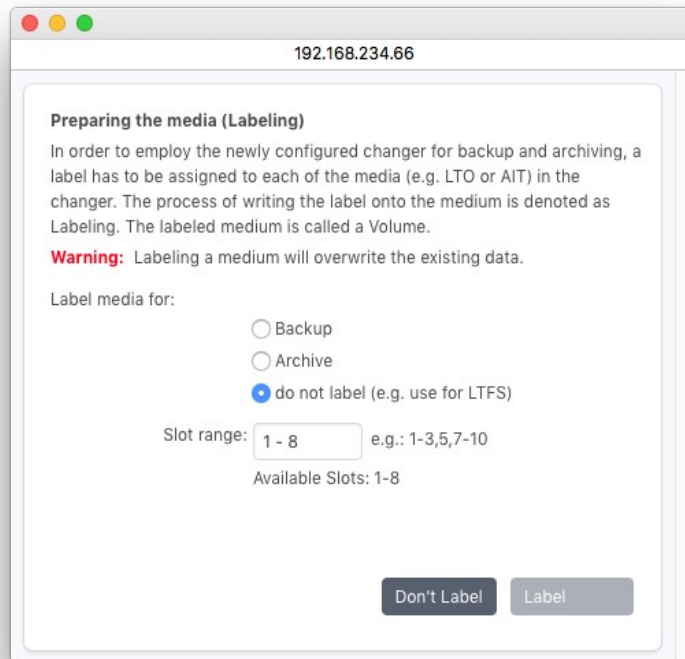 192.168.234.66
Preparing the media (Labeling)
In order to employ the newly configured changer for backup and archiving, a
label has to be assigned to each of the media (e.g. LTO or AIT) in the
changer. The process of writing the label onto the medium is denoted as
Labeling. The labeled medium is called a Volume.
Warning: Labeling a medium will overwrite the existing data.
Label media for:
Backup
Archive
do not label (e.g. use for LTFS)
Slot range: 1 - 8 e.g.: 1-3,5,7-10
Available Slots: 1-8
Don't Label Label